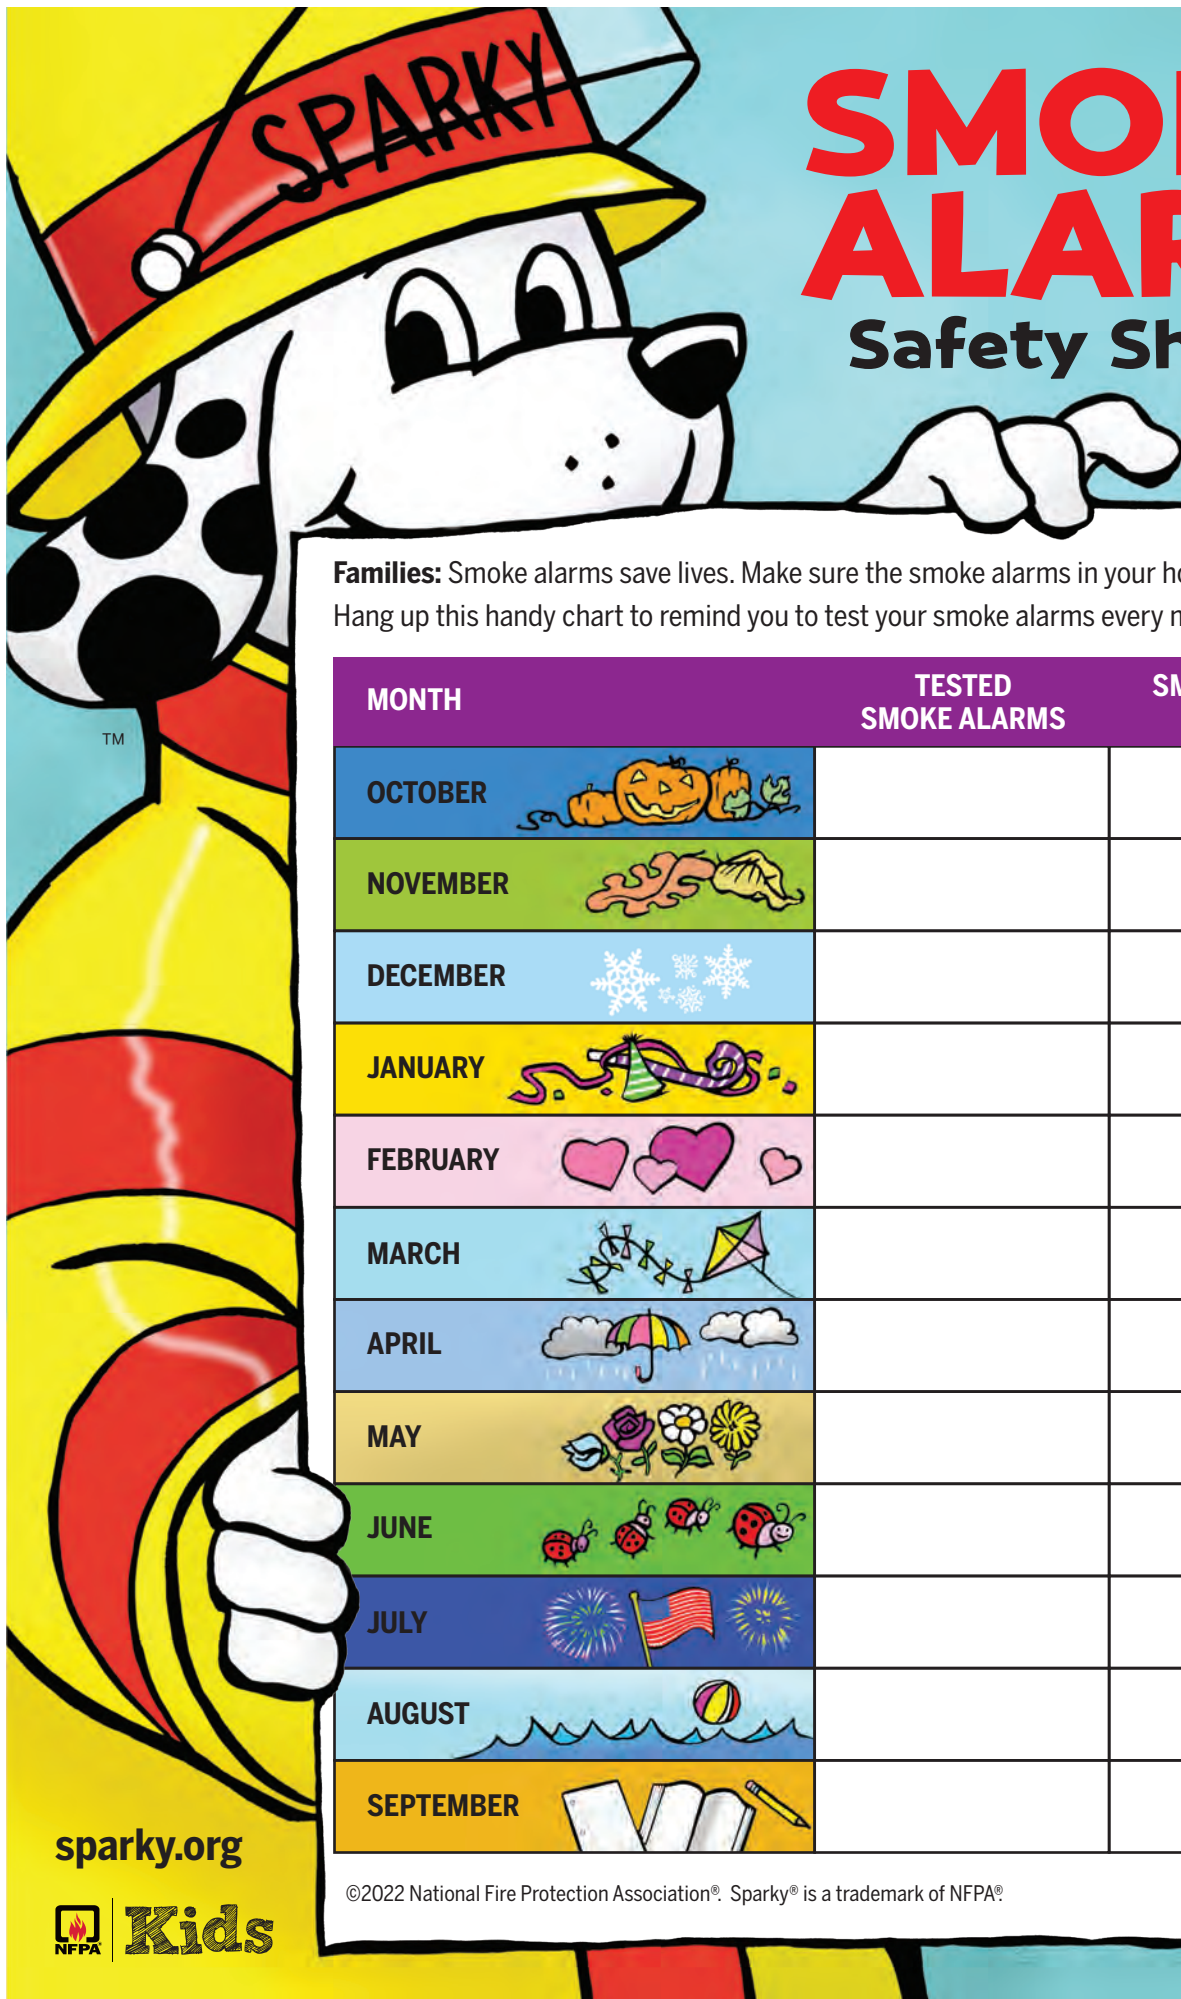 SPARKY
SMO
ALAR
Safety Sh
Families: Smoke alarms save lives. Make sure the smoke alarms in your ho
Hang up this handy chart to remind you to test your smoke alarms every
MONTH
TESTED
SMOKE ALARMS
SM
TM
OCTOBER
NOVEMBER
DECEMBER
JANUARY
FEBRUARY
MARCH
APRIL
MAY
JUNE
JULY
AUGUST
SEPTEMBER
sparky.org
©2022 National Fire Protection Association®. Sparky® is a trademark of NFPA®.
NFPA
Kids